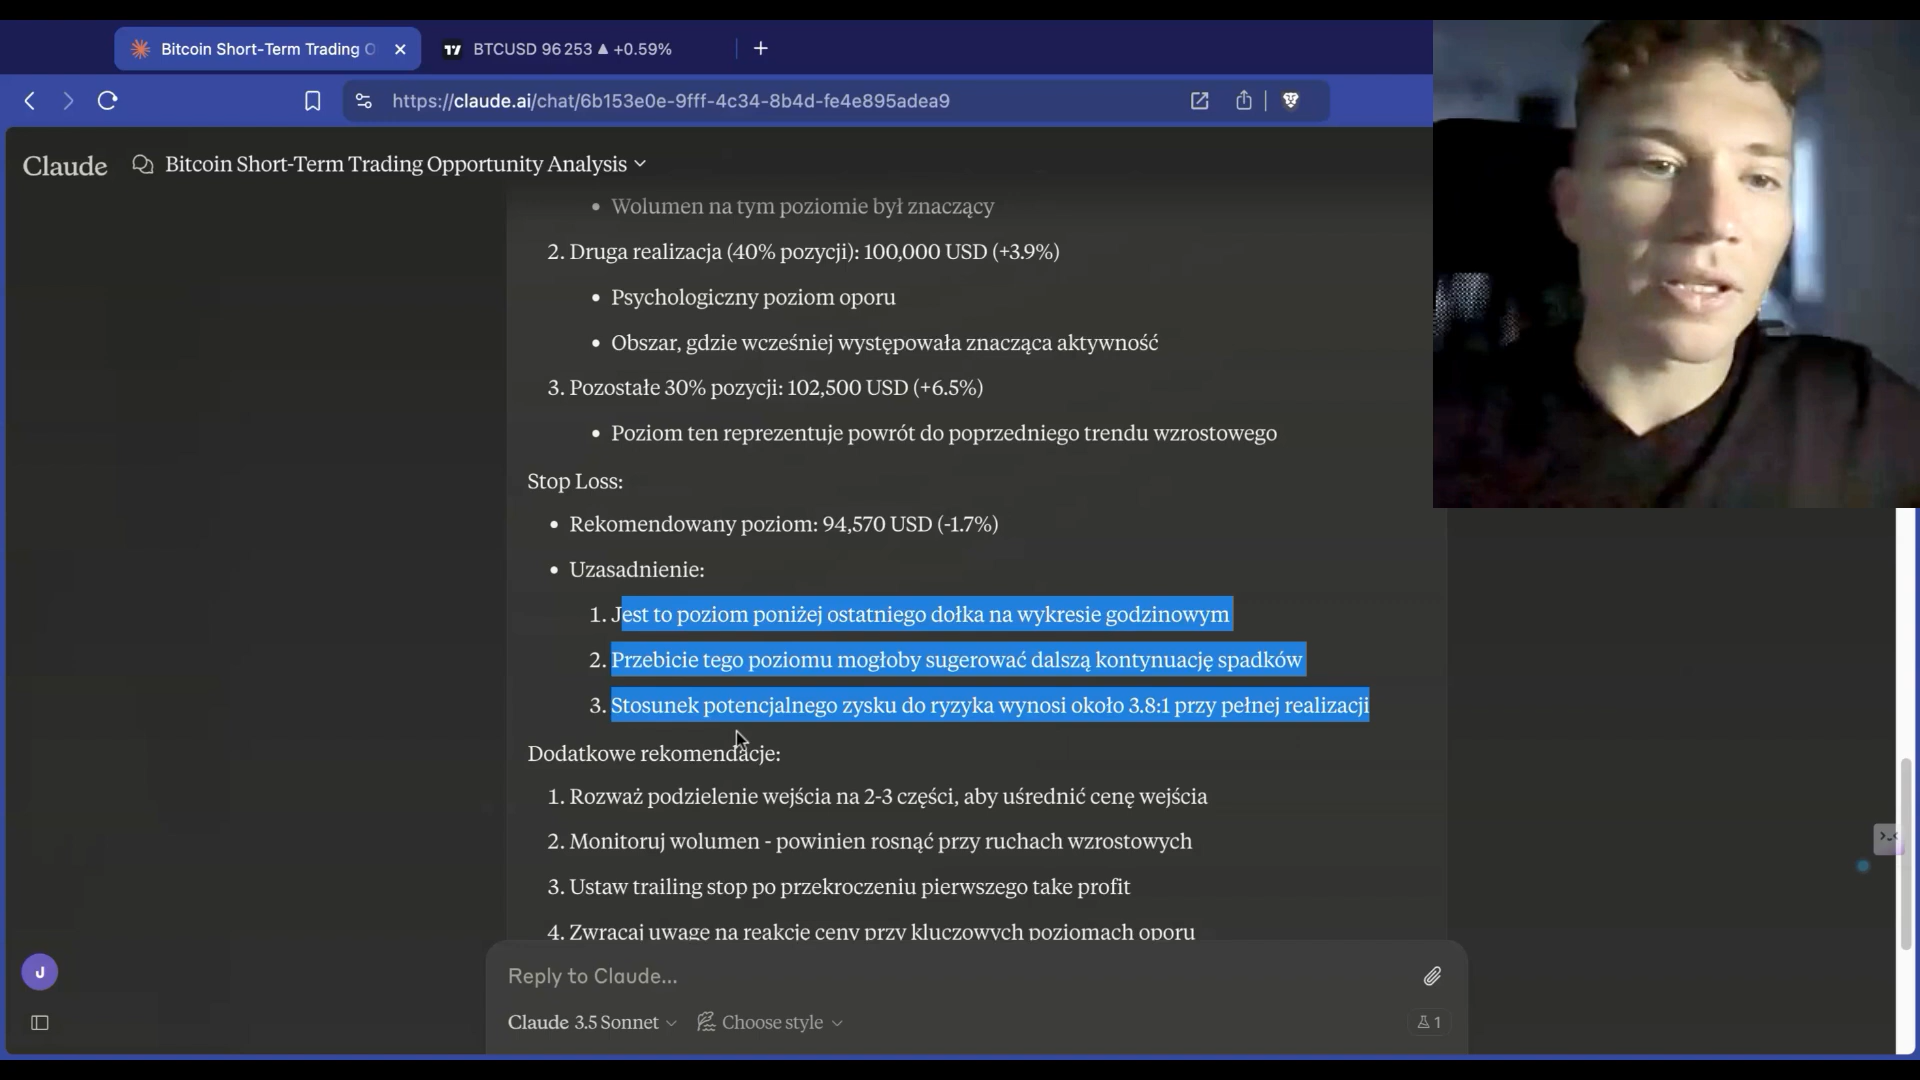 Bitcoin Short-Term Trading O
BTCUSD 96 253 ▲ +0.59%
https://claude.ai/chat/6b153e0e-9fff-4c34-8b4d-fe4e895adea9
Claude
Bitcoin Short-Term Trading Opportunity Analysis
• Wolumen na tym poziomie był znaczący
2. Druga realizacja (40% pozycji): 100,000 USD (+3.9%)
• Psychologiczny poziom oporu
• Obszar, gdzie wcześniej występowała znacząca aktywność
3. Pozostałe 30% pozycji: 102,500 USD (+6.5%)
• Poziom ten reprezentuje powrót do poprzedniego trendu wzrostowego
Stop Loss:
• Rekomendowany poziom: 94,570 USD (-1.7%)
• Uzasadnienie:
1. Jest to poziom poniżej ostatniego dołka na wykresie godzinowym
2. Przebicie tego poziomu mogłoby sugerować dalszą kontynuację spadków
3. Stosunek potencjalnego zysku do ryzyka wynosi około 3.8:1 przy pełnej realizacji
Dodatkowe rekomendacje:
1. Rozważ podzielenie wejścia na 2-3 części, aby uśrednić cenę wejścia
2. Monitoruj wolumen - powinien rosnąć przy ruchach wzrostowych
3. Ustaw trailing stop po przekroczeniu pierwszego take profit
4. Zwracaj uwagę na reakcję ceny przy kluczowych poziomach oporu
J
Reply to Claude...
Claude 3.5 Sonnet
Choose style
1